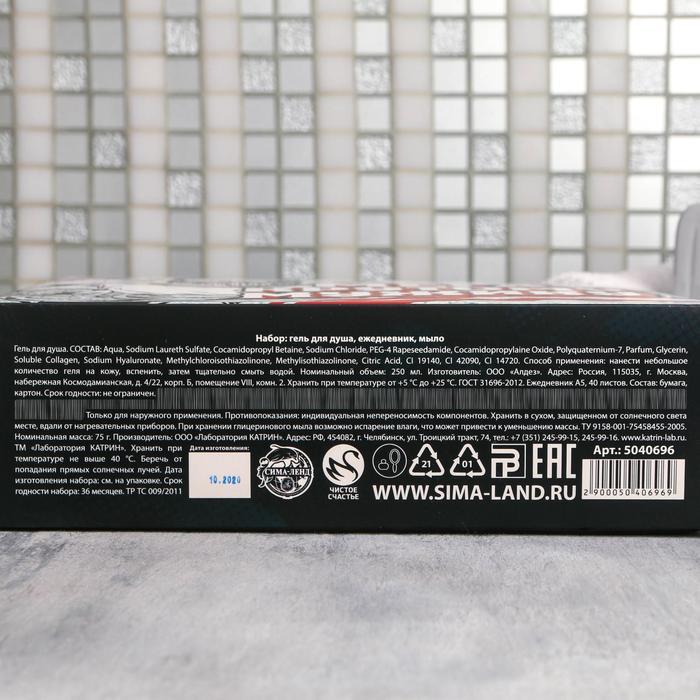 Набор: гель для душа, ежедневник, мыло
Гель для душа. СОСТАВ: Aqua, Sodium Laureth Sulfate, Cocamidopropyl Betaine, Sodium Chloride, PEG-4 Rapeseedamide, Cocamidopropylaine Oxide, Polyquaternium-7, Parfum, Glycerin,
Soluble Collagen, Sodium Hyaluronate, Methylchloroisothiazolinone, Methylisothiazolinone, Citric Acid, CI 19140, CI 42090, CI 14720. Способ применения: нанести небольшое
количество геля на кожу, вспенить, затем тщательно смыть водой. Номинальный объем: 250 мл. Изготовитель: ООО «Алдез». Адрес: Россия, 115035, г. Москва,
набережная Космодамианская, д. 4/22, корп. Б, помещение VIII, комн. 2. Хранить при температуре от +5 °С до +25 °С. ГОСТ 31696-2012. Ежедневник А5, 40 листов. Состав: бумага,
картон. Срок годности: не ограничен.
Только для наружного применения. Противопоказания: индивидуальная непереносимость компонентов. Хранить в сухом, защищенном от солнечного света
месте, вдали от нагревательных приборов. При хранении глицеринового мыла возможно испарение влаги, что может привести к уменьшению массы. ТУ 9158-001-75458455-2005.
Номинальная масса: 75 г. Производитель: ООО «Лаборатория КАТРИН». Адрес: РФ, 454082, г. Челябинск, ул. Троицкий тракт, 74, тел.: +7 (351) 245-99-15, 245-99-16. www.katrin-lab.ru
ТМ «Лаборатория КАТРИН». Хранить при
температуре не выше 40 °С. Беречь от
попадания прямых солнечных лучей. Дата
изготовления набора: см. на упаковке. Срок
годности набора: 36 месяцев. ТР ТС 009/2011
Дата изготовления:
10.2020
СИМА-ЛЕНД
ЧИСТОЕ
СЧАСТЬЕ
21
01
РСТ
EAC
WWW.SIMA-LAND.RU
Арт.: 5040696
2 900050 406969